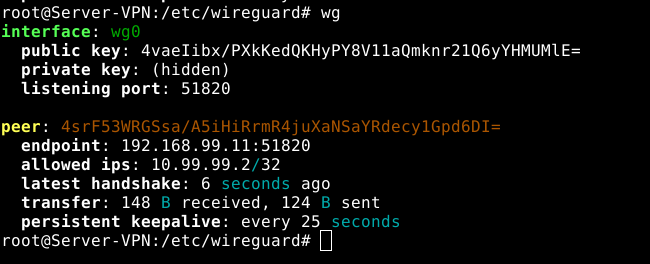 root@Server-VPN:/etc/wireguard# wg
interface: wg0
  public key: 4vaeIibx/PXkKedQKHyPY8V11aQmknr21Q6yYHMUMlE=
  private key: (hidden)
  listening port: 51820

peer: 4srF53WRGSsa/A5iHiRrmR4juXaNSaYRdecy1Gpd6DI=
  endpoint: 192.168.99.11:51820
  allowed ips: 10.99.99.2/32
  latest handshake: 6 seconds ago
  transfer: 148 B received, 124 B sent
  persistent keepalive: every 25 seconds
root@Server-VPN:/etc/wireguard#